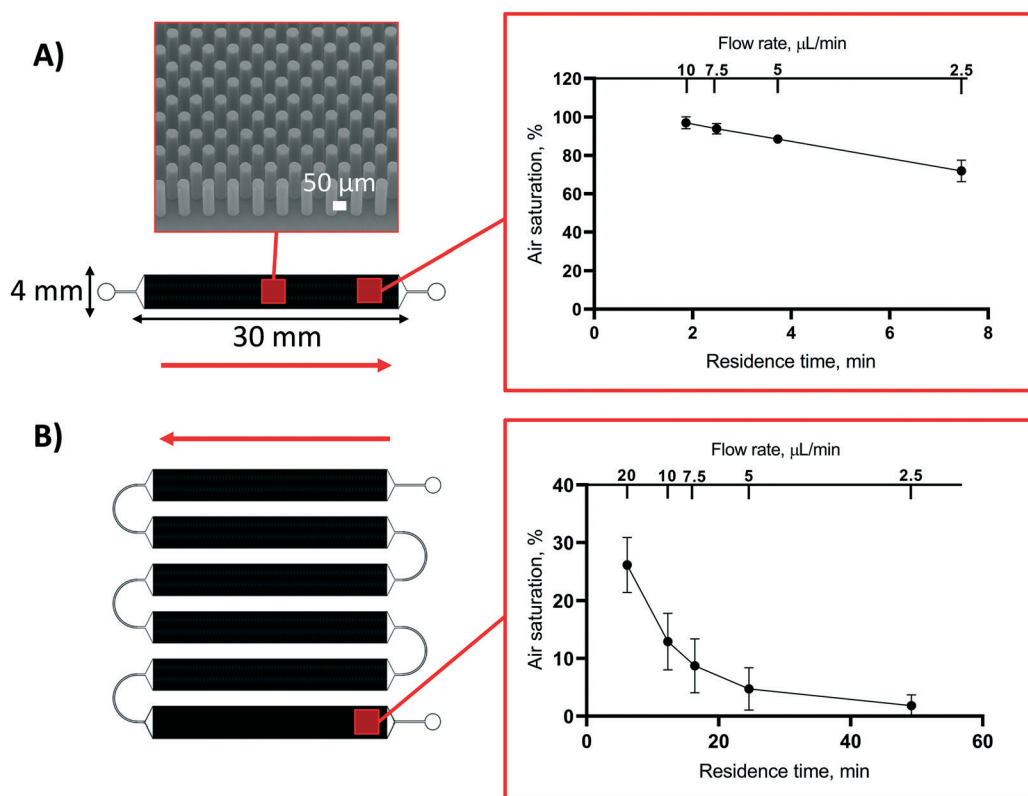 A)
50 μm
4 mm
30 mm
Flow rate, μL/min
10 7.5 5 2.5
120
100
80
60
40
20
0
Air saturation, %
0 2 4 6 8
Residence time, min
B)
Flow rate, μL/min
20 10 7.5 5 2.5
40
30
20
10
0
Air saturation, %
0 20 40 60
Residence time, min